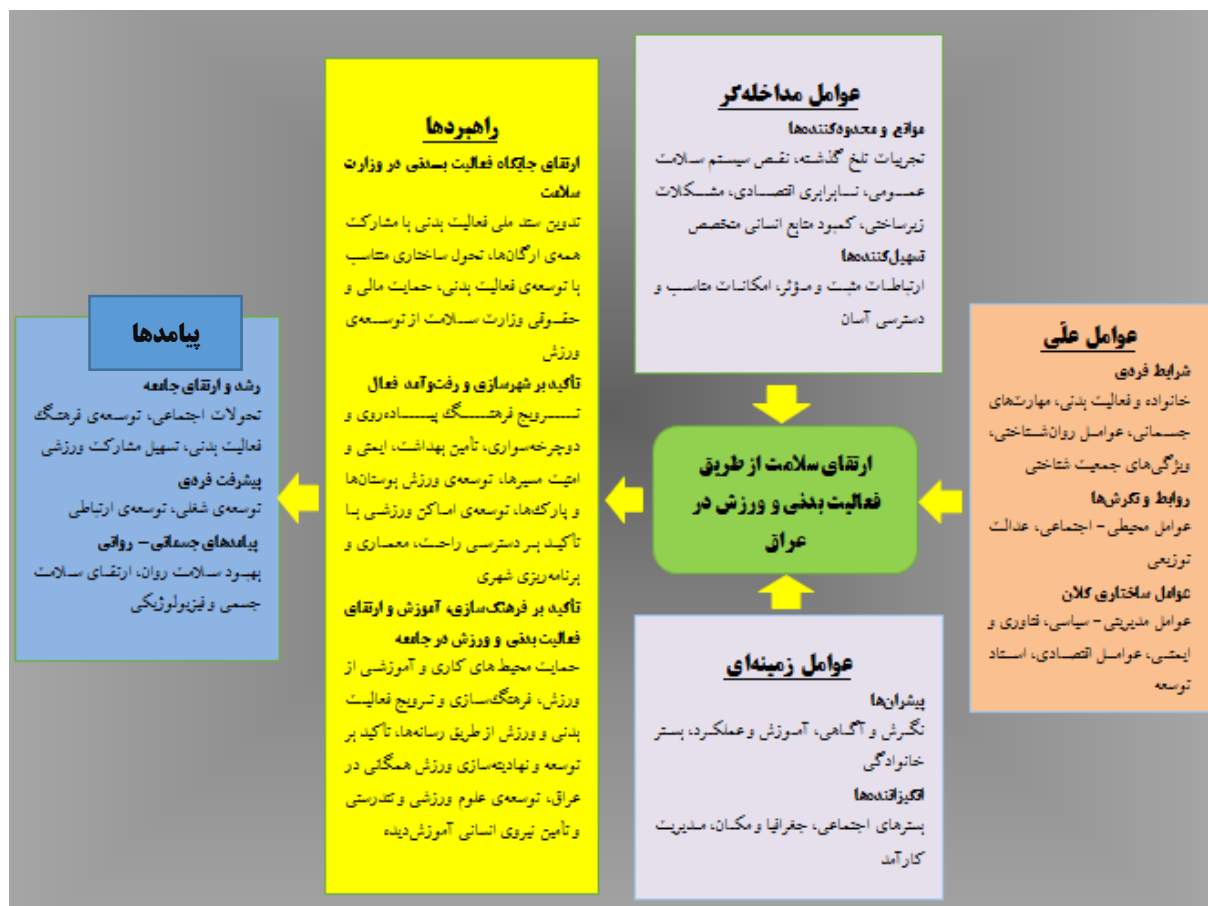 عوامل علّی
شرایط فردی
خانواده و فعالیت بدنی، مهارت‌های
جسمانی، عوامل روان‌شناختی،
ویژگی‌های جمعیت شناختی
روابط و نگرش‌ها
عوامل محیطی - اجتماعی، عدالت
توزیعی
عوامل ساختاری کلان
عوامل مدیریتی - سیاسی، فناوری و
ایمنی، عوامل اقتصادی، اسناد
توسعه
عوامل مداخله‌گر
موانع و محدودکننده‌ها
تجربیات تلخ گذشته، نقص سیستم سلامت
عمومی، نابرابری اقتصادی، مشکلات
زیرساختی، کمبود منابع انسانی متخصص
تسهیل‌کننده‌ها
ارتباطات مثبت و مؤثر، امکانات مناسب و
دسترسی آسان
ارتقای سلامت از طریق
فعالیت بدنی و ورزش در
عراق
عوامل زمینه‌ای
پیشران‌ها
نگرش و آگاهی، آموزش و عملکرد، بستر
خانوادگی
انگیزاننده‌ها
بسترهای اجتماعی، جغرافیا و مکان، مدیریت
کارآمد
راهبردها
ارتقای جایگاه فعالیت بدنی در وزارت
سلامت
تدوین سند ملی فعالیت بدنی با مشارکت
همه‌ی ارگان‌ها، تحول ساختاری متناسب
با توسعه‌ی فعالیت بدنی، حمایت مالی و
حقوقی وزارت سلامت از توسعه‌ی
ورزش
تأکید بر شهرسازی و رفت‌وآمد فعال
ترویج فرهنگ پیاده‌روی و
دوچرخه‌سواری، تأمین بهداشت، ایمنی و
امنیت مسیرها، توسعه‌ی ورزش بوستان‌ها
و پارک‌ها، توسعه‌ی اماکن ورزشی با
تأکید بر دسترسی راحت، معماری و
برنامه‌ریزی شهری
تأکید بر فرهنگ‌سازی، آموزش و ارتقای
فعالیت بدنی و ورزش در جامعه
حمایت محیط‌های کاری و آموزشی از
ورزش، فرهنگ‌سازی و ترویج فعالیت
بدنی و ورزش از طریق رسانه‌ها، تأکید بر
توسعه و نهادینه‌سازی ورزش همگانی در
عراق، توسعه‌ی علوم ورزشی و تندرستی
و تأمین نیروی انسانی آموزش‌دیده
پیامدها
رشد و ارتقای جامعه
تحولات اجتماعی، توسعه‌ی فرهنگ
فعالیت بدنی، تسهیل مشارکت ورزشی
پیشرفت فردی
توسعه‌ی شغلی، توسعه‌ی ارتباطی
پیامدهای جسمانی - روانی
بهبود سلامت روان، ارتقای سلامت
جسمی و فیزیولوژیکی